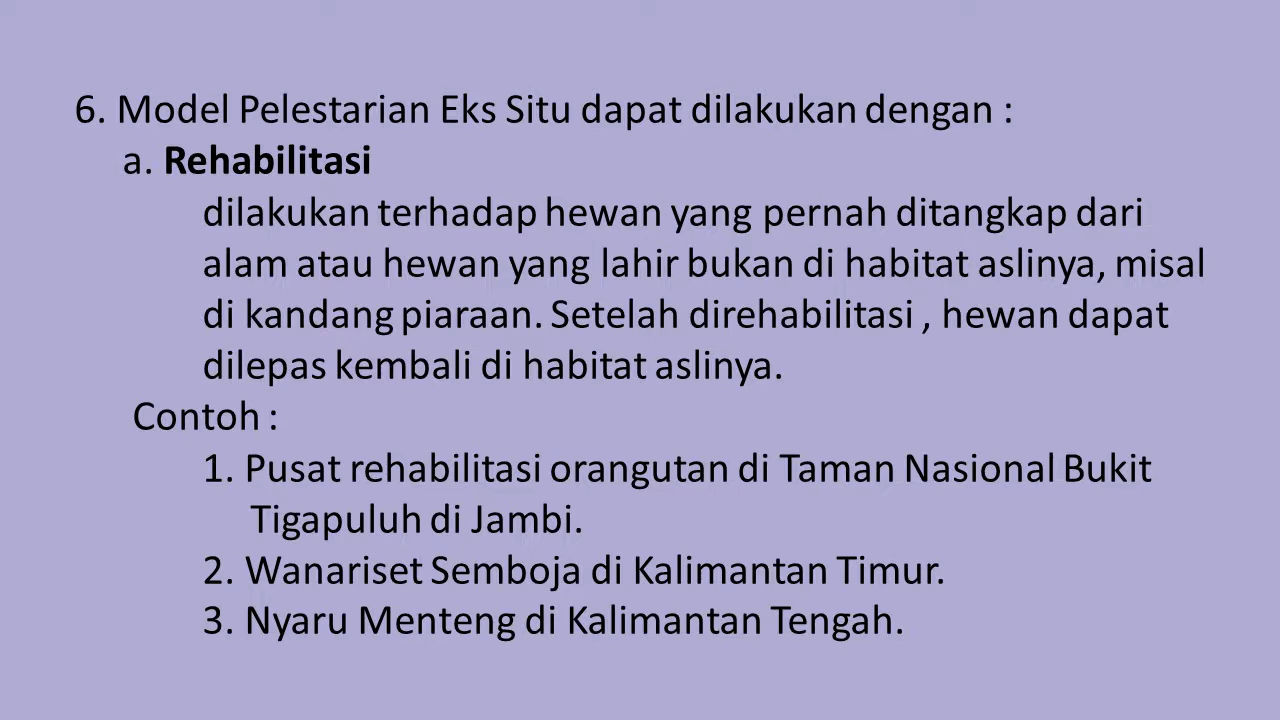 6. Model Pelestarian Eks Situ dapat dilakukan dengan :
a. Rehabilitasi
dilakukan terhadap hewan yang pernah ditangkap dari
alam atau hewan yang lahir bukan di habitat aslinya, misal
di kandang piaraan. Setelah direhabilitasi , hewan dapat
dilepas kembali di habitat aslinya.
Contoh :
1. Pusat rehabilitasi orangutan di Taman Nasional Bukit
Tigapuluh di Jambi.
2. Wanariset Semboja di Kalimantan Timur.
3. Nyaru Menteng di Kalimantan Tengah.